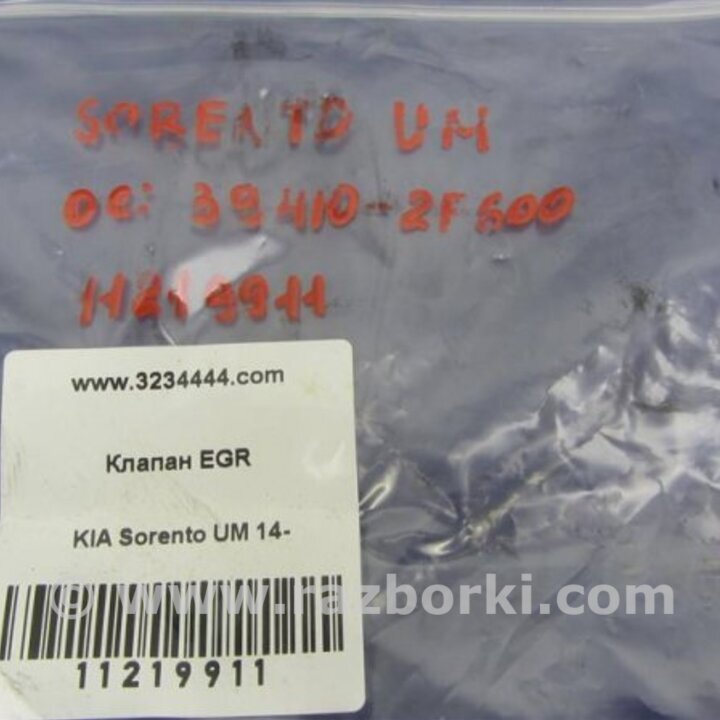 SORENTO UM
OE: 39410-2F600
11219911
www.3234444.com
Клапан EGR
KIA Sorento UM 14-
© www.razborki.com
11219911